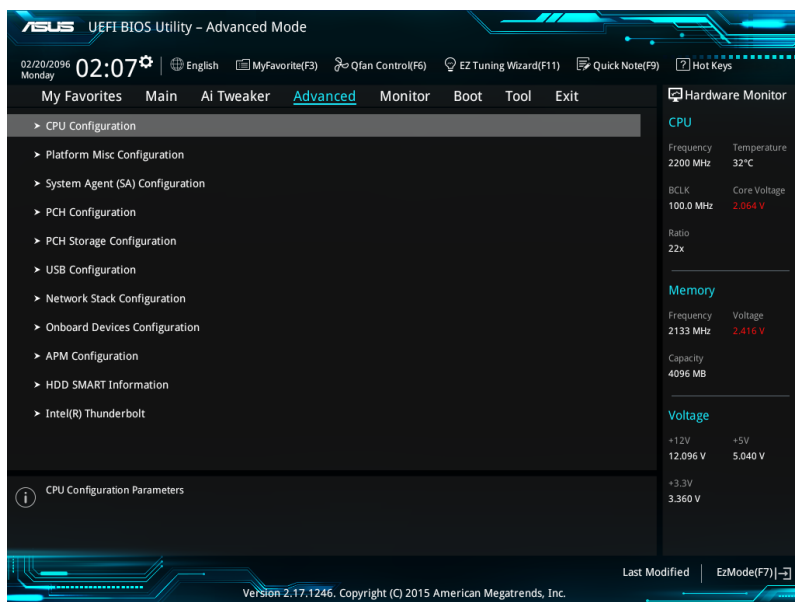 ASUS UEFI BIOS Utility – Advanced Mode
02/20/2096
Monday
02:07
English
MyFavorite(F3)
Qfan Control(F6)
EZ Tuning Wizard(F11)
Quick Note(F9)
? Hot Keys
My Favorites Main Ai Tweaker Advanced Monitor Boot Tool Exit
➤ CPU Configuration
➤ Platform Misc Configuration
➤ System Agent (SA) Configuration
➤ PCH Configuration
➤ PCH Storage Configuration
➤ USB Configuration
➤ Network Stack Configuration
➤ Onboard Devices Configuration
➤ APM Configuration
➤ HDD SMART Information
➤ Intel(R) Thunderbolt
i CPU Configuration Parameters
Hardware Monitor
CPU
Frequency Temperature
2200 MHz 32°C
BCLK Core Voltage
100.0 MHz 2.064 V
Ratio
22x
Memory
Frequency Voltage
2133 MHz 2.416 V
Capacity
4096 MB
Voltage
+12V +5V
12.096 V 5.040 V
+3.3V
3.360 V
Last Modified EzMode(F7)
Version 2.17.1246. Copyright (C) 2015 American Megatrends, Inc.